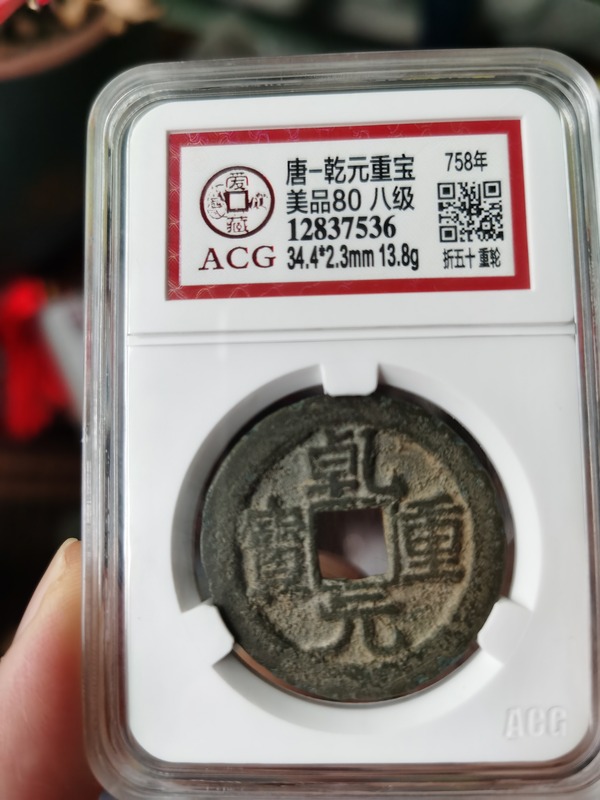 唐-乾元重宝
758年
美品80 八级
12837536
ACG
34.4*2.3mm 13.8g
折五十 重轮
乾
寶 重
元
ACG